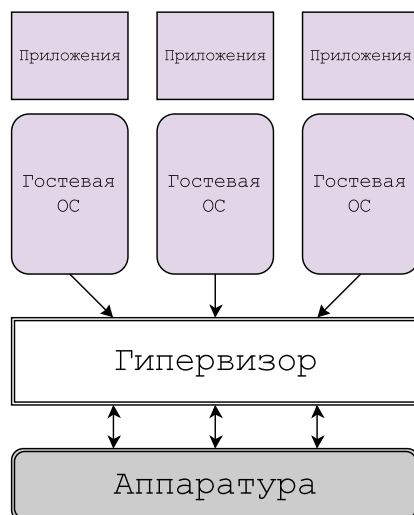 Приложения Приложения Приложения
Гостевая Гостевая Гостевая
ОС ОС ОС
Гипервизор
Аппаратура